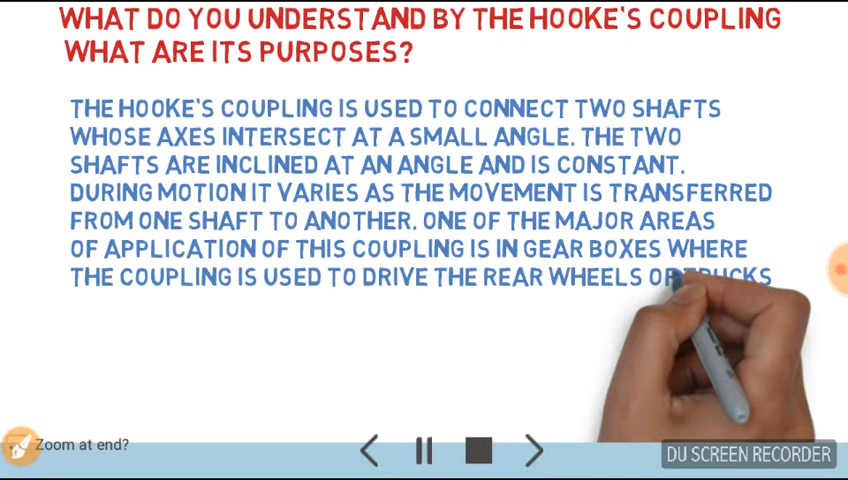 WHAT DO YOU UNDERSTAND BY THE HOOKE'S COUPLING
WHAT ARE ITS PURPOSES?
THE HOOKE'S COUPLING IS USED TO CONNECT TWO SHAFTS
WHOSE AXES INTERSECT AT A SMALL ANGLE. THE TWO
SHAFTS ARE INCLINED AT AN ANGLE AND IS CONSTANT.
DURING MOTION IT VARIES AS THE MOVEMENT IS TRANSFERRED
FROM ONE SHAFT TO ANOTHER. ONE OF THE MAJOR AREAS
OF APPLICATION OF THIS COUPLING IS IN GEAR BOXES WHERE
THE COUPLING IS USED TO DRIVE THE REAR WHEELS OF TRUCKS
Zoom at end?
DU SCREEN RECORDER